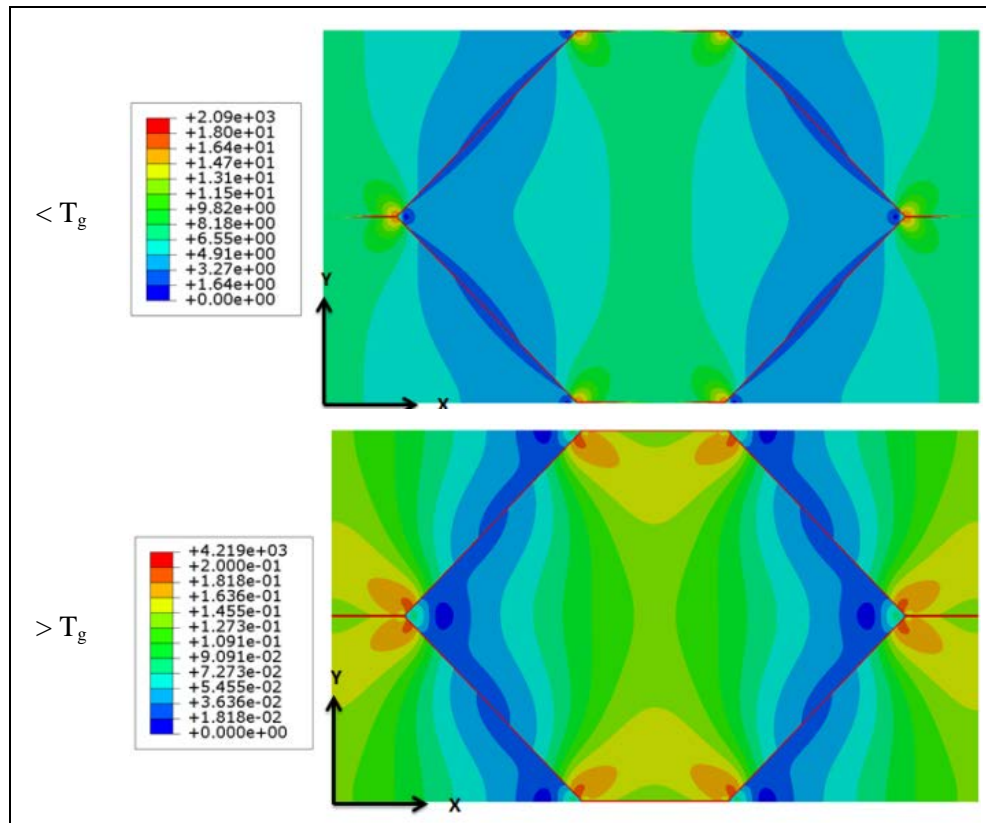 +2.09e+03
+1.80e+01
+1.64e+01
+1.47e+01
+1.31e+01
+1.15e+01
+9.82e+00
+8.18e+00
+6.55e+00
+4.91e+00
+3.27e+00
+1.64e+00
+0.00e+00
< Tg
Y
X
+4.219e+03
+2.000e-01
+1.818e-01
+1.636e-01
+1.455e-01
+1.273e-01
+1.091e-01
+9.091e-02
+7.273e-02
+5.455e-02
+3.636e-02
+1.818e-02
+0.000e+00
> Tg
Y
X